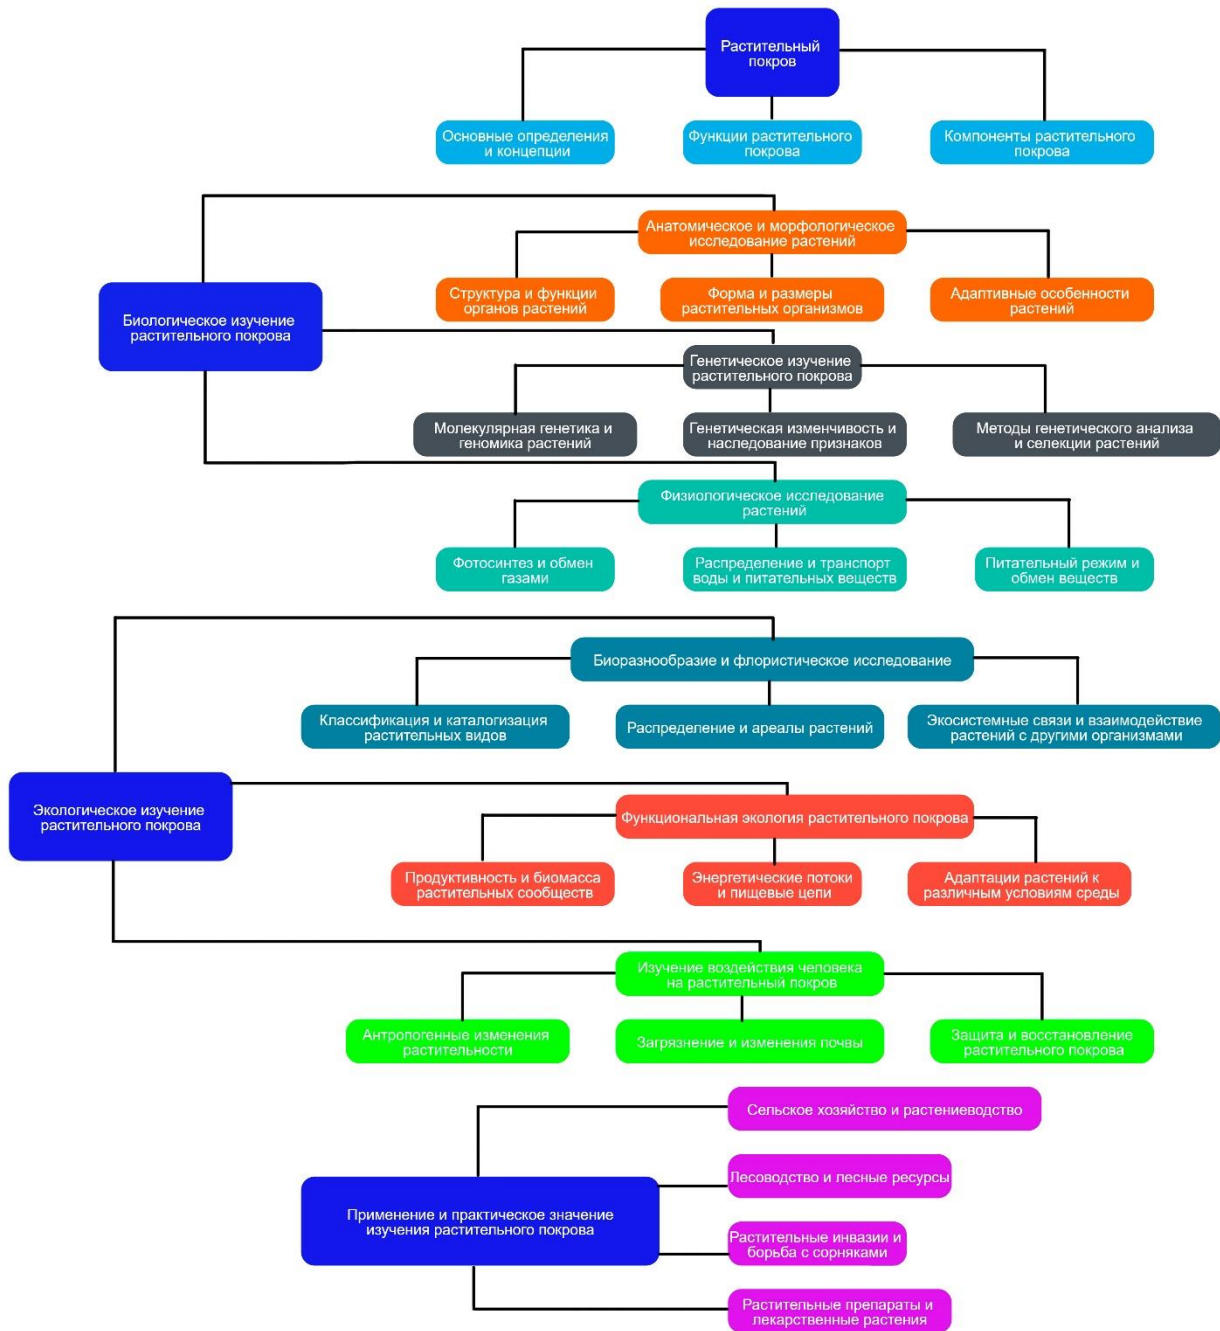 Растительный
покров
Основные определения
и концепции
Функции растительного
покрова
Компоненты растительного
покрова
Анатомическое и морфологическое
исследование растений
Структура и функции
органов растений
Форма и размеры
растительных организмов
Адаптивные особенности
растений
Биологическое изучение
растительного покрова
Генетическое изучение
растительного покрова
Молекулярная генетика и
геномика растений
Генетическая изменчивость и
наследование признаков
Методы генетического анализа
и селекции растений
Физиологическое исследование
растений
Фотосинтез и обмен
газами
Распределение и транспорт
воды и питательных веществ
Питательный режим и
обмен веществ
Биоразнообразие и флористическое исследование
Классификация и каталогизация
растительных видов
Распределение и ареалы растений
Экосистемные связи и взаимодействие
растений с другими организмами
Экологическое изучение
растительного покрова
Функциональная экология растительного покрова
Продуктивность и биомасса
растительных сообществ
Энергетические потоки
и пищевые цепи
Адаптации растений к
различным условиям среды
Изучение воздействия человека
на растительный покров
Антропогенные изменения
растительности
Загрязнение и изменения почвы
Защита и восстановление
растительного покрова
Сельское хозяйство и растениеводство
Лесоводство и лесные ресурсы
Применение и практическое значение
изучения растительного покрова
Растительные инвазии и
борьба с сорняками
Растительные препараты и
лекарственные растения